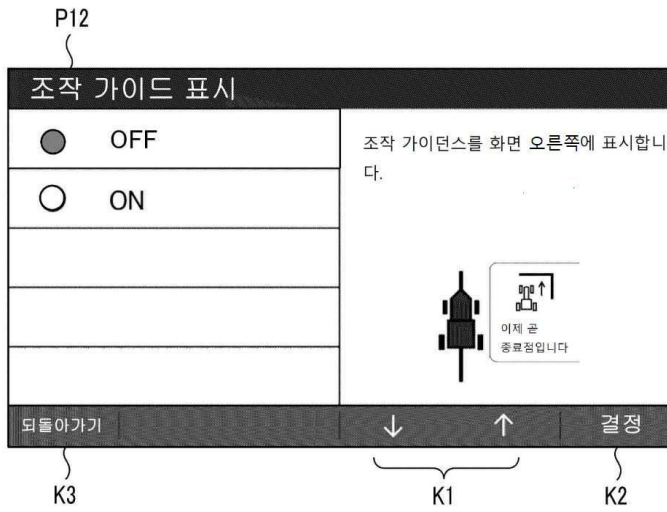 P12
조작 가이드 표시
OFF
조작 가이던스를 화면 오른쪽에 표시합니
다.
ON
이제 곧
종료점입니다
되돌아가기
↓ ↑
결정
K3
K1
K2